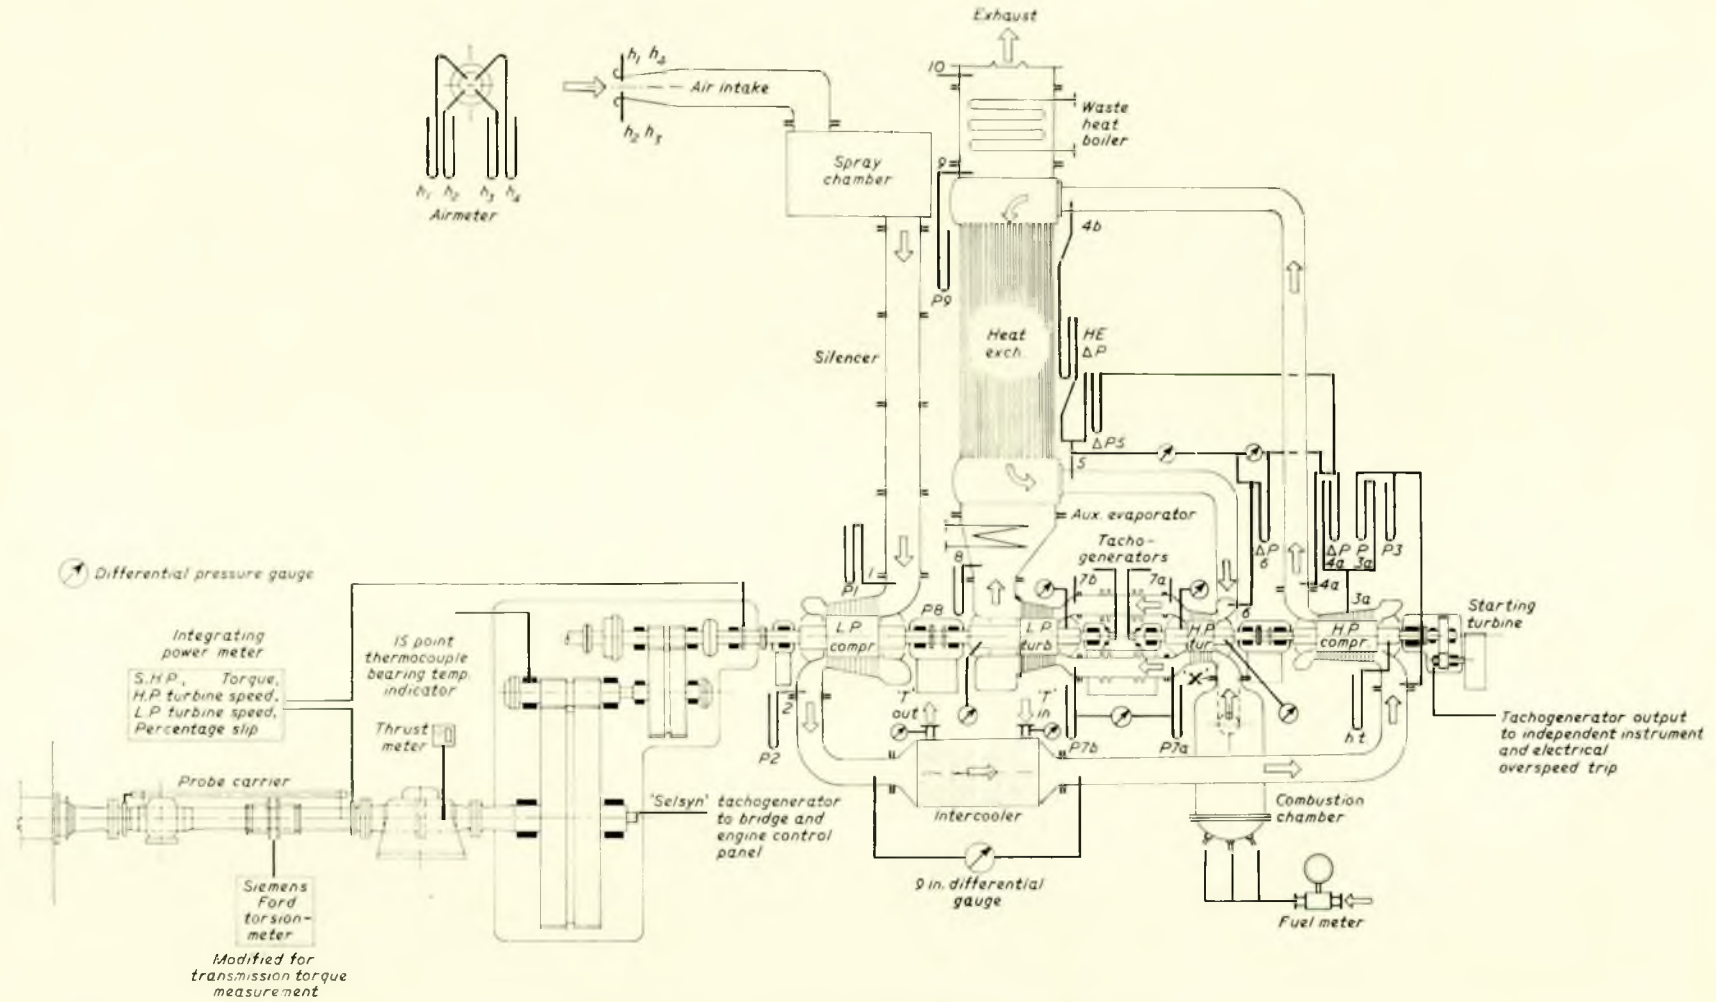 Exhaust
h₁ h₄
Air intake
h₂ h₃
10
Waste
heat
boiler
9
Spray
chamber
h₁ h₂ h₃ h₄
Airmeter
4b
P9
Silencer
Heat
exch.
HE
ΔP
ΔP5
5
Aux. evaporator
Tacho-
generators
8
7b
7a
ΔP
6
ΔP
4a
P
3a
P3
4a
3a
6
1
P1
P8
Differential pressure gauge
Integrating
power meter
S.H.P., Torque,
H.P. turbine speed,
L.P. turbine speed,
Percentage slip
IS point
thermocouple
bearing temp.
indicator
Thrust
meter
Probe carrier
L.P.
compr.
L.P.
turb.
H.P.
tur
H.P.
compr.
Starting
turbine
2
P2
'T'
out
'T'
in
'X'
P7b
P7a
ht
Tachogenerator output
to independent instrument
and electrical
overspeed trip
'Selsyn' tachogenerator
to bridge and
engine control
panel
Intercooler
Combustion
chamber
9 in. differential
gauge
Fuel meter
Siemens
Ford
torsion-
meter
Modified for
transmission torque
measurement